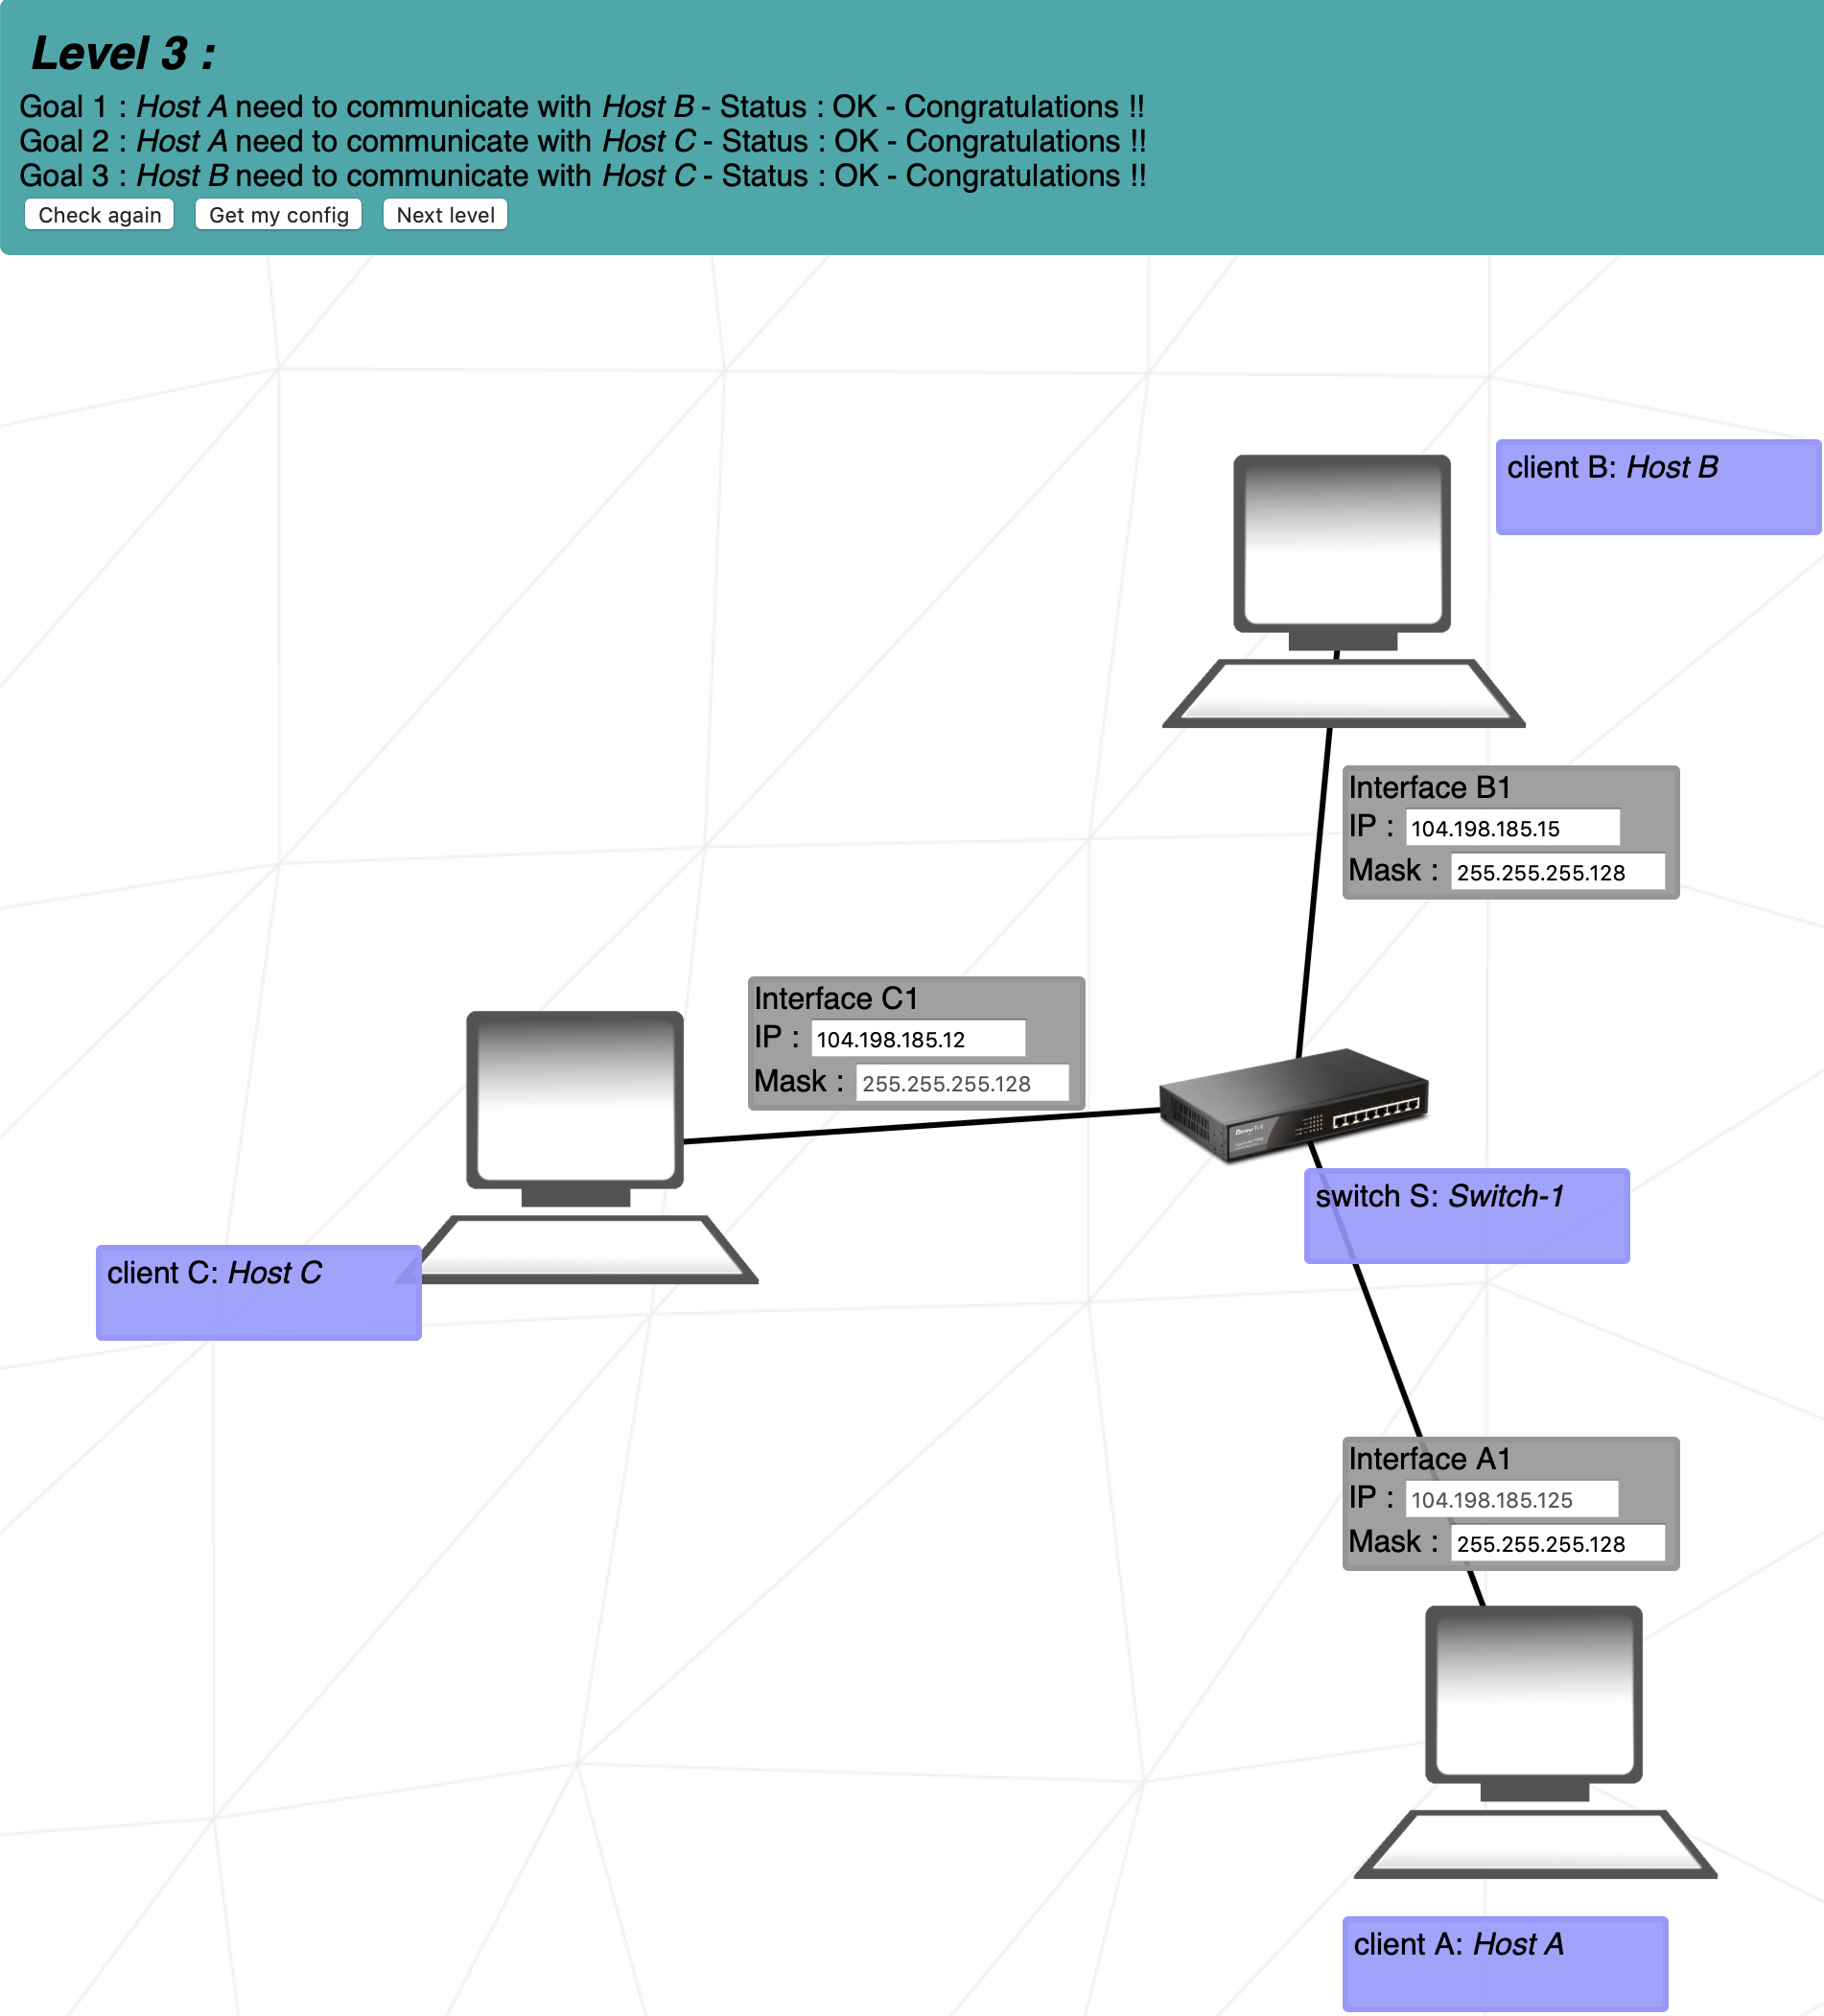 Level 3 :
Goal 1 : Host A need to communicate with Host B - Status : OK - Congratulations !!
Goal 2 : Host A need to communicate with Host C - Status : OK - Congratulations !!
Goal 3 : Host B need to communicate with Host C - Status : OK - Congratulations !!
Check again Get my config Next level
client B: Host B
Interface B1
IP : 104.198.185.15
Mask : 255.255.255.128
Interface C1
IP : 104.198.185.12
Mask : 255.255.255.128
switch S: Switch-1
client C: Host C
Interface A1
IP : 104.198.185.125
Mask : 255.255.255.128
client A: Host A